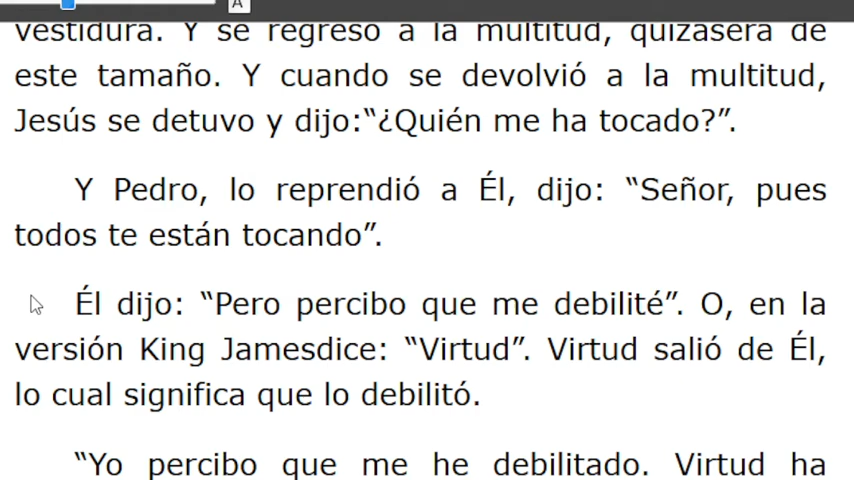 A
vestidura. Y se regresó a la multitud, quizásera de
este tamaño. Y cuando se devolvió a la multitud,
Jesús se detuvo y dijo:“¿Quién me ha tocado?”.
Y Pedro, lo reprendió a Él, dijo: “Señor, pues
todos te están tocando”.
Él dijo: “Pero percibo que me debilité”. O, en la
versión King Jamesdice: “Virtud”. Virtud salió de Él,
lo cual significa que lo debilitó.
“Yo percibo que me he debilitado. Virtud ha